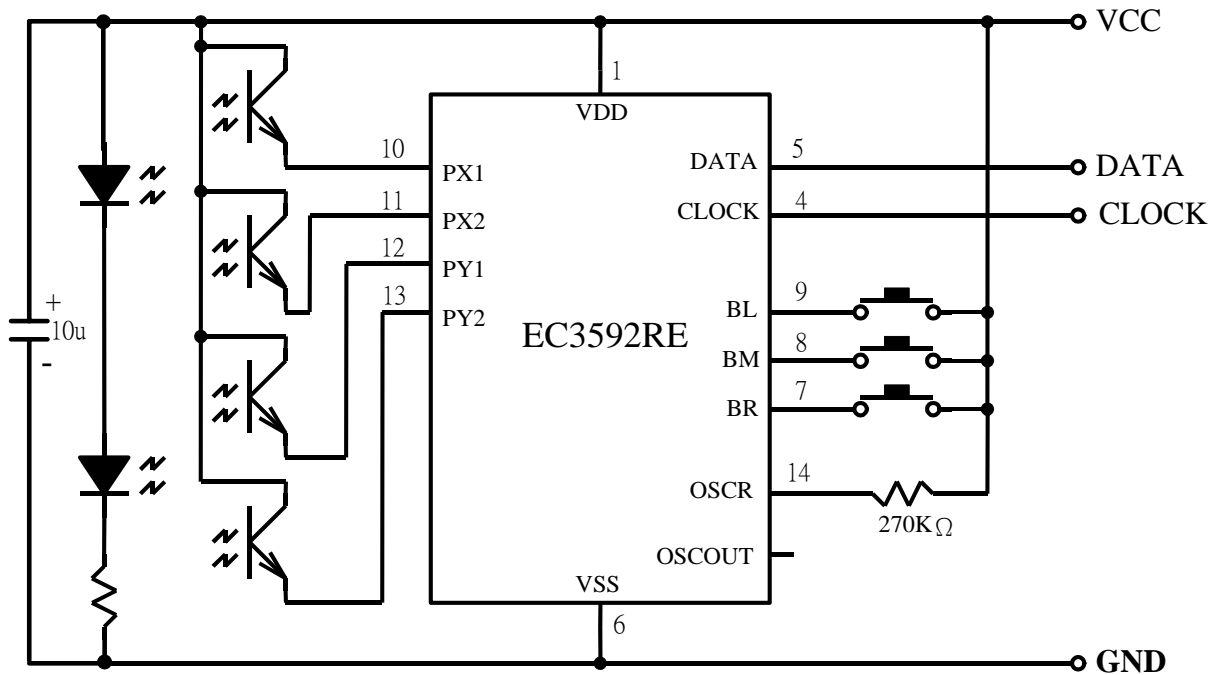 VCC
1
VDD
10
PX1
DATA
5
DATA
11
PX2
CLOCK
4
CLOCK
12
PY1
13
PY2
+
10u
-
EC3592RE
BL
9
BM
8
BR
7
OSCR
14
270KΩ
OSCOUT
VSS
6
GND